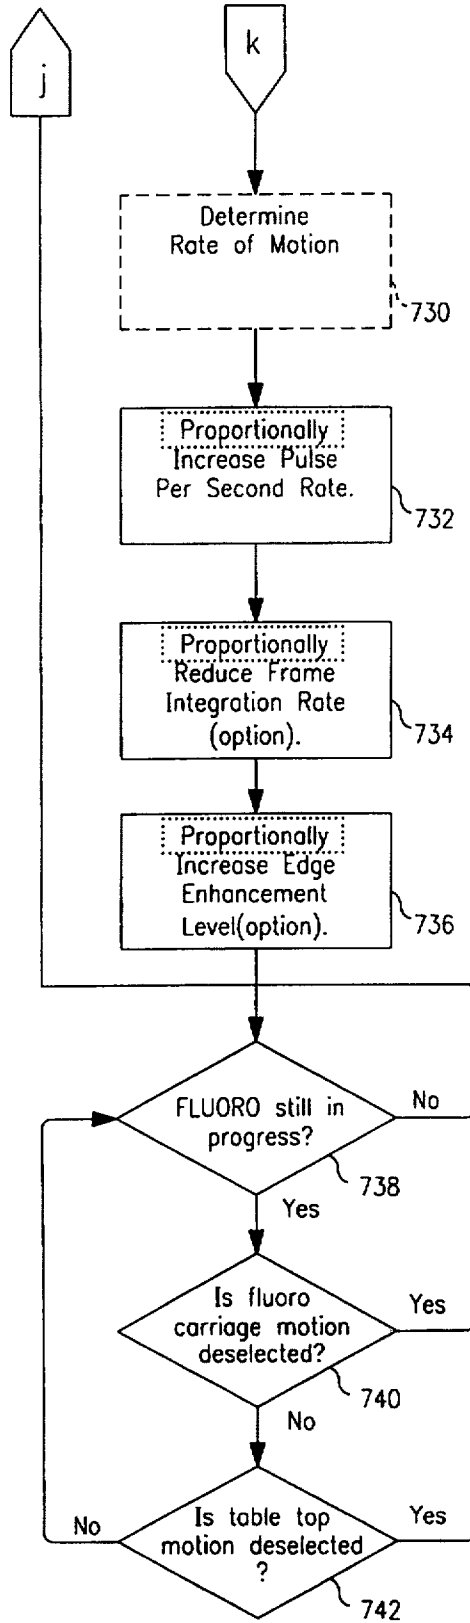 j
k
Determine
Rate of Motion
730
Proportionally
Increase Pulse
Per Second Rate.
732
Proportionally
Reduce Frame
Integration Rate
(option).
734
Proportionally
Increase Edge
Enhancement
Level(option).
736
FLUORO still in
progress?
No
738
Yes
Is fluoro
carriage motion
deselected?
Yes
740
No
Is table top
motion deselected
?
No
Yes
742